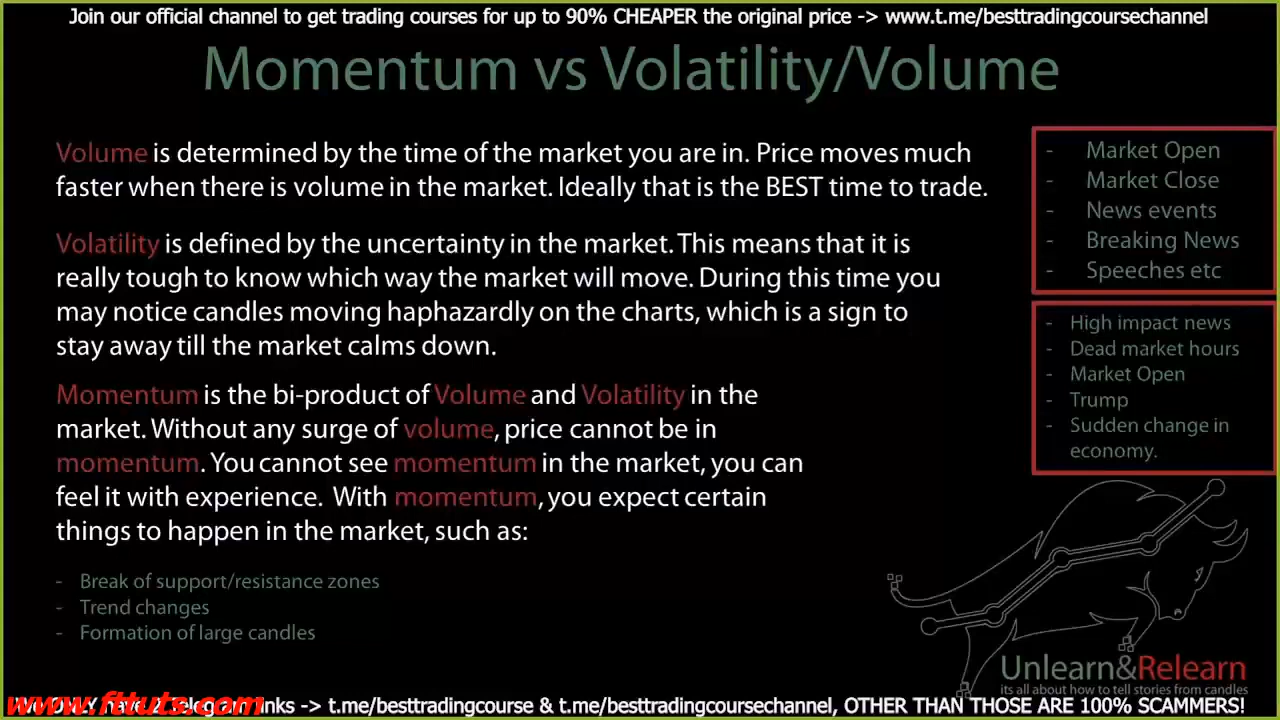 Join our official channel to get trading courses for up to 90% CHEAPER the original price -> www.t.me/besttradingcoursechannel
Momentum vs Volatility/Volume
Volume is determined by the time of the market you are in. Price moves much
faster when there is volume in the market. Ideally that is the BEST time to trade.
Volatility is defined by the uncertainty in the market. This means that it is
really tough to know which way the market will move. During this time you
may notice candles moving haphazardly on the charts, which is a sign to
stay away till the market calms down.
Momentum is the bi-product of Volume and Volatility in the
market. Without any surge of volume, price cannot be in
momentum. You cannot see momentum in the market, you can
feel it with experience. With momentum, you expect certain
things to happen in the market, such as:
- Break of support/resistance zones
- Trend changes
- Formation of large candles
- Market Open
- Market Close
- News events
- Breaking News
- Speeches etc
- High impact news
- Dead market hours
- Market Open
- Trump
- Sudden change in
economy.
Unlearn&Relearn
its all about how to tell stories from candles
www.fttuts.com
-> t.me/besttradingcourse & t.me/besttradingcoursechannel, OTHER THAN THOSE ARE 100% SCAMMERS!